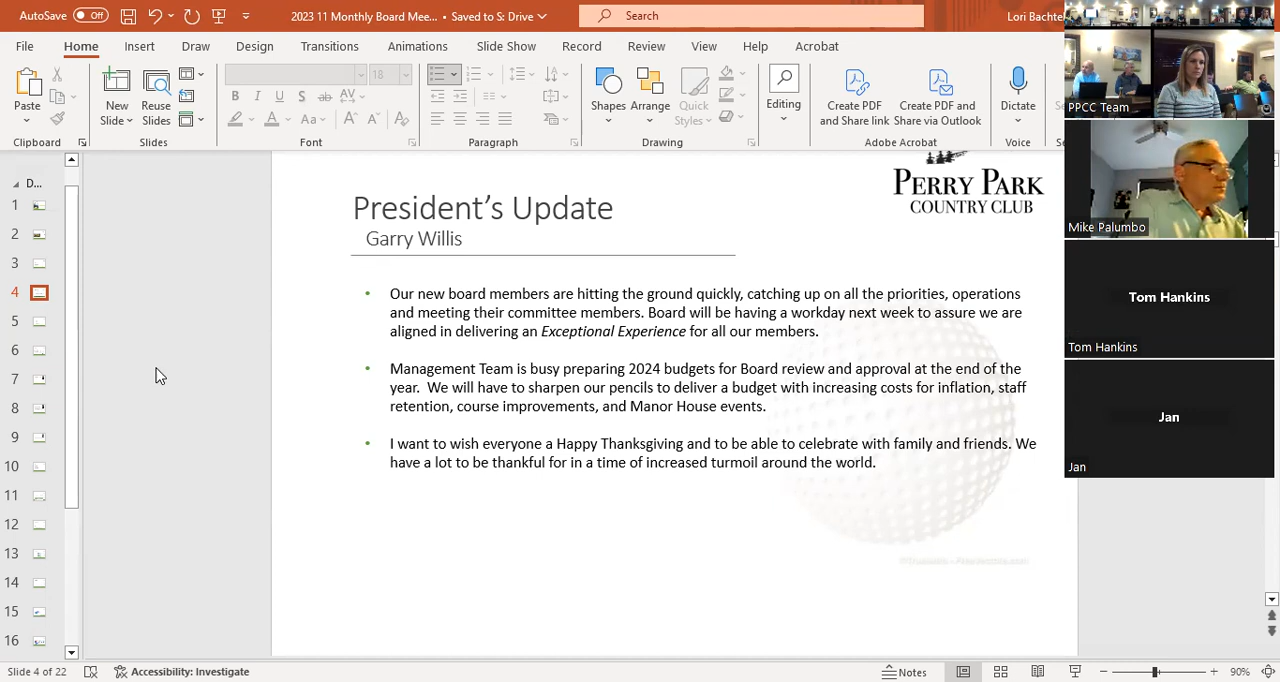 AutoSave Off 2023 11 Monthly Board Mee... • Saved to S: Drive Search Lori Bachte
File Home Insert Draw Design Transitions Animations Slide Show Record Review View Help Acrobat
Paste New Slide Reuse Slides 18 B I U S ab AV Aa A A A Shapes Arrange Quick Styles Editing Create PDF and Share link Create PDF and Share via Outlook Dictate
Clipboard Slides Font Paragraph Drawing Adobe Acrobat Voice
D...
1
2
3
4
5
6
7
8
9
10
11
12
13
14
15
16
PERRY PARK
COUNTRY CLUB
President's Update
Garry Willis
• Our new board members are hitting the ground quickly, catching up on all the priorities, operations
and meeting their committee members. Board will be having a workday next week to assure we are
aligned in delivering an Exceptional Experience for all our members.
• Management Team is busy preparing 2024 budgets for Board review and approval at the end of the
year. We will have to sharpen our pencils to deliver a budget with increasing costs for inflation, staff
retention, course improvements, and Manor House events.
• I want to wish everyone a Happy Thanksgiving and to be able to celebrate with family and friends. We
have a lot to be thankful for in a time of increased turmoil around the world.
PPCC Team
Mike Palumbo
Tom Hankins
Tom Hankins
Jan
Jan
Slide 4 of 22 Accessibility: Investigate Notes 90%